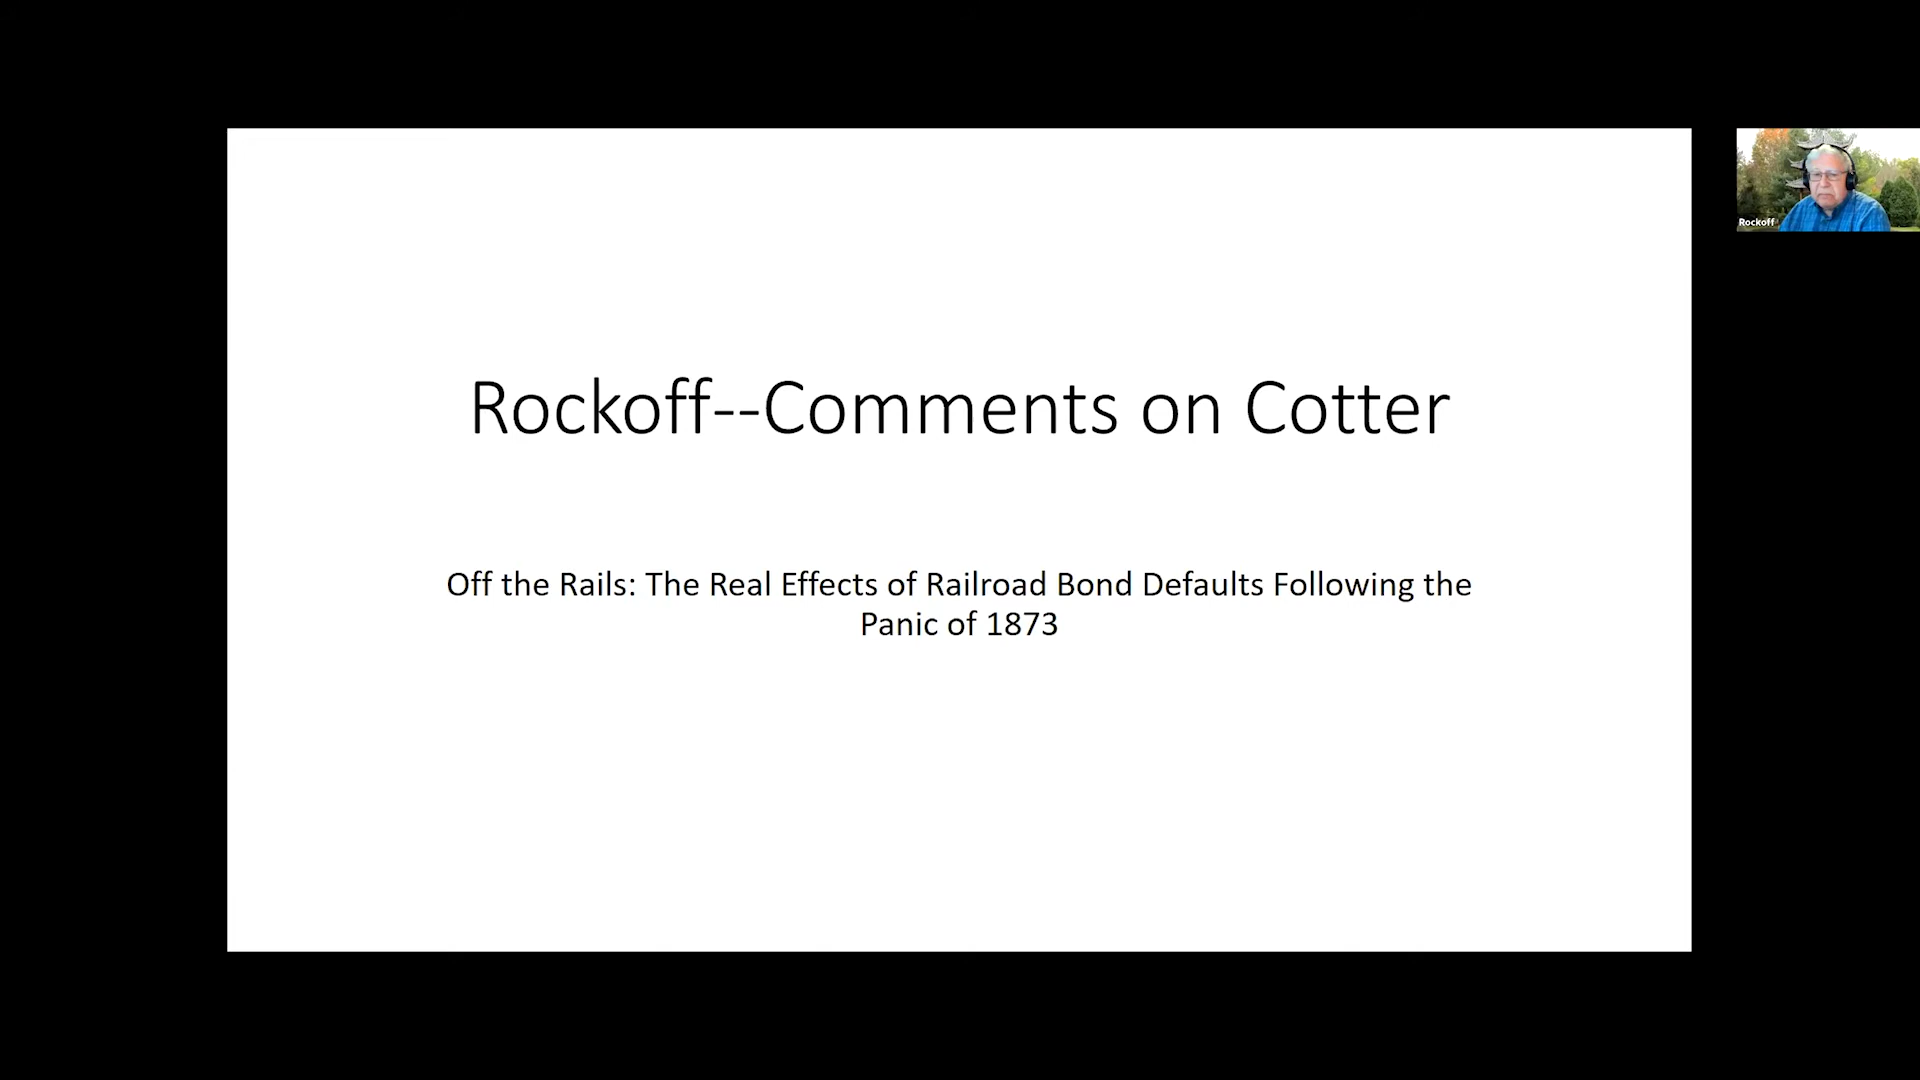 Rockoff--Comments on Cotter
Off the Rails: The Real Effects of Railroad Bond Defaults Following the
Panic of 1873
Rockoff